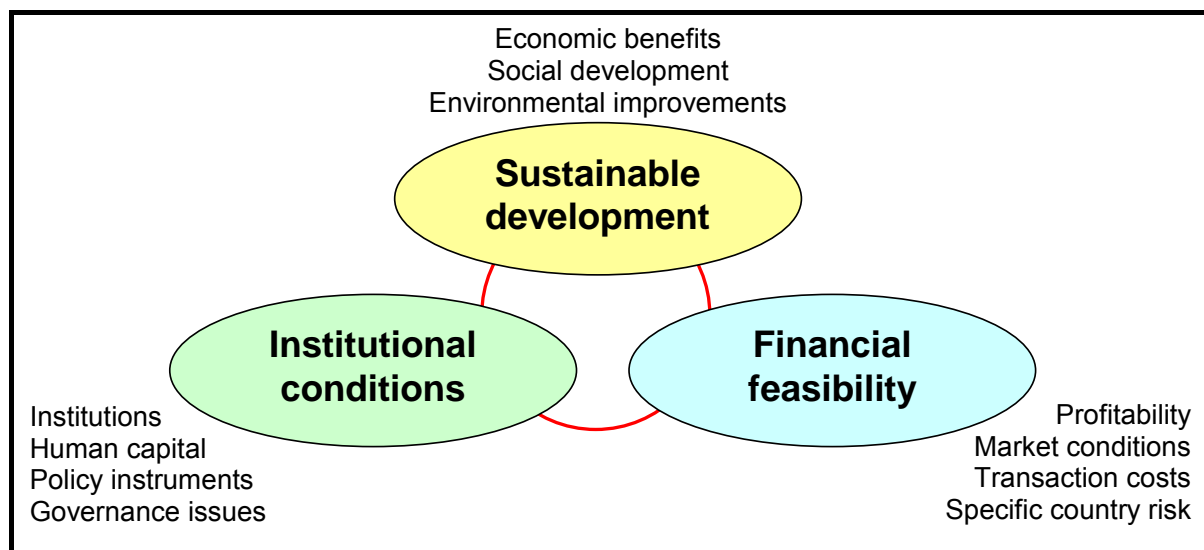 Economic benefits
Social development
Environmental improvements
Sustainable
development
Institutional
conditions
Financial
feasibility
Institutions
Human capital
Policy instruments
Governance issues
Profitability
Market conditions
Transaction costs
Specific country risk